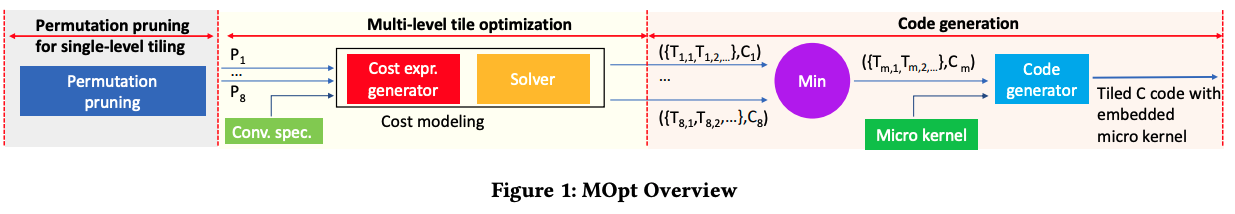 Permutation pruning
for single-level tiling
Multi-level tile optimization
Code generation
Permutation
pruning
P1
...
P8
Conv. spec.
Cost expr.
generator
Solver
Cost modeling
({T1,1,T1,2,...},C1)
...
({T8,1,T8,2,...},C8)
Min
({Tm,1,Tm,2,...},C m)
Micro kernel
Code
generator
Tiled C code with
embedded
micro kernel
Figure 1: MOpt Overview